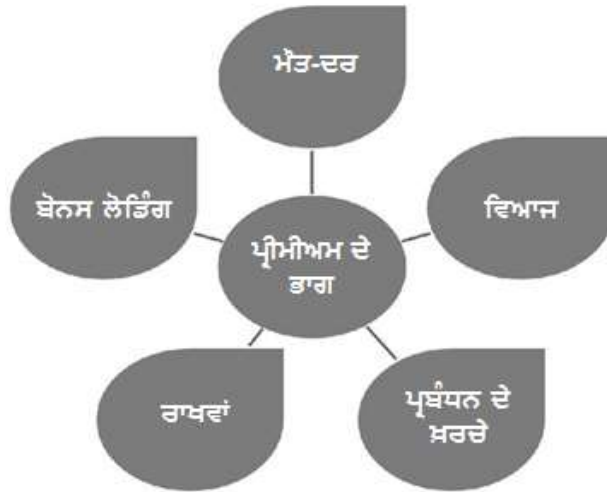 ਮੌਤ-ਦਰ
ਬੋਨਸ ਲੋਡਿੰਗ
ਵਿਆਜ
ਪ੍ਰੀਮੀਅਮ ਦੇ
ਭਾਗ
ਰਾਖਵਾਂ
ਪ੍ਰਬੰਧਨ ਦੇ
ਖ਼ਰਚੇ